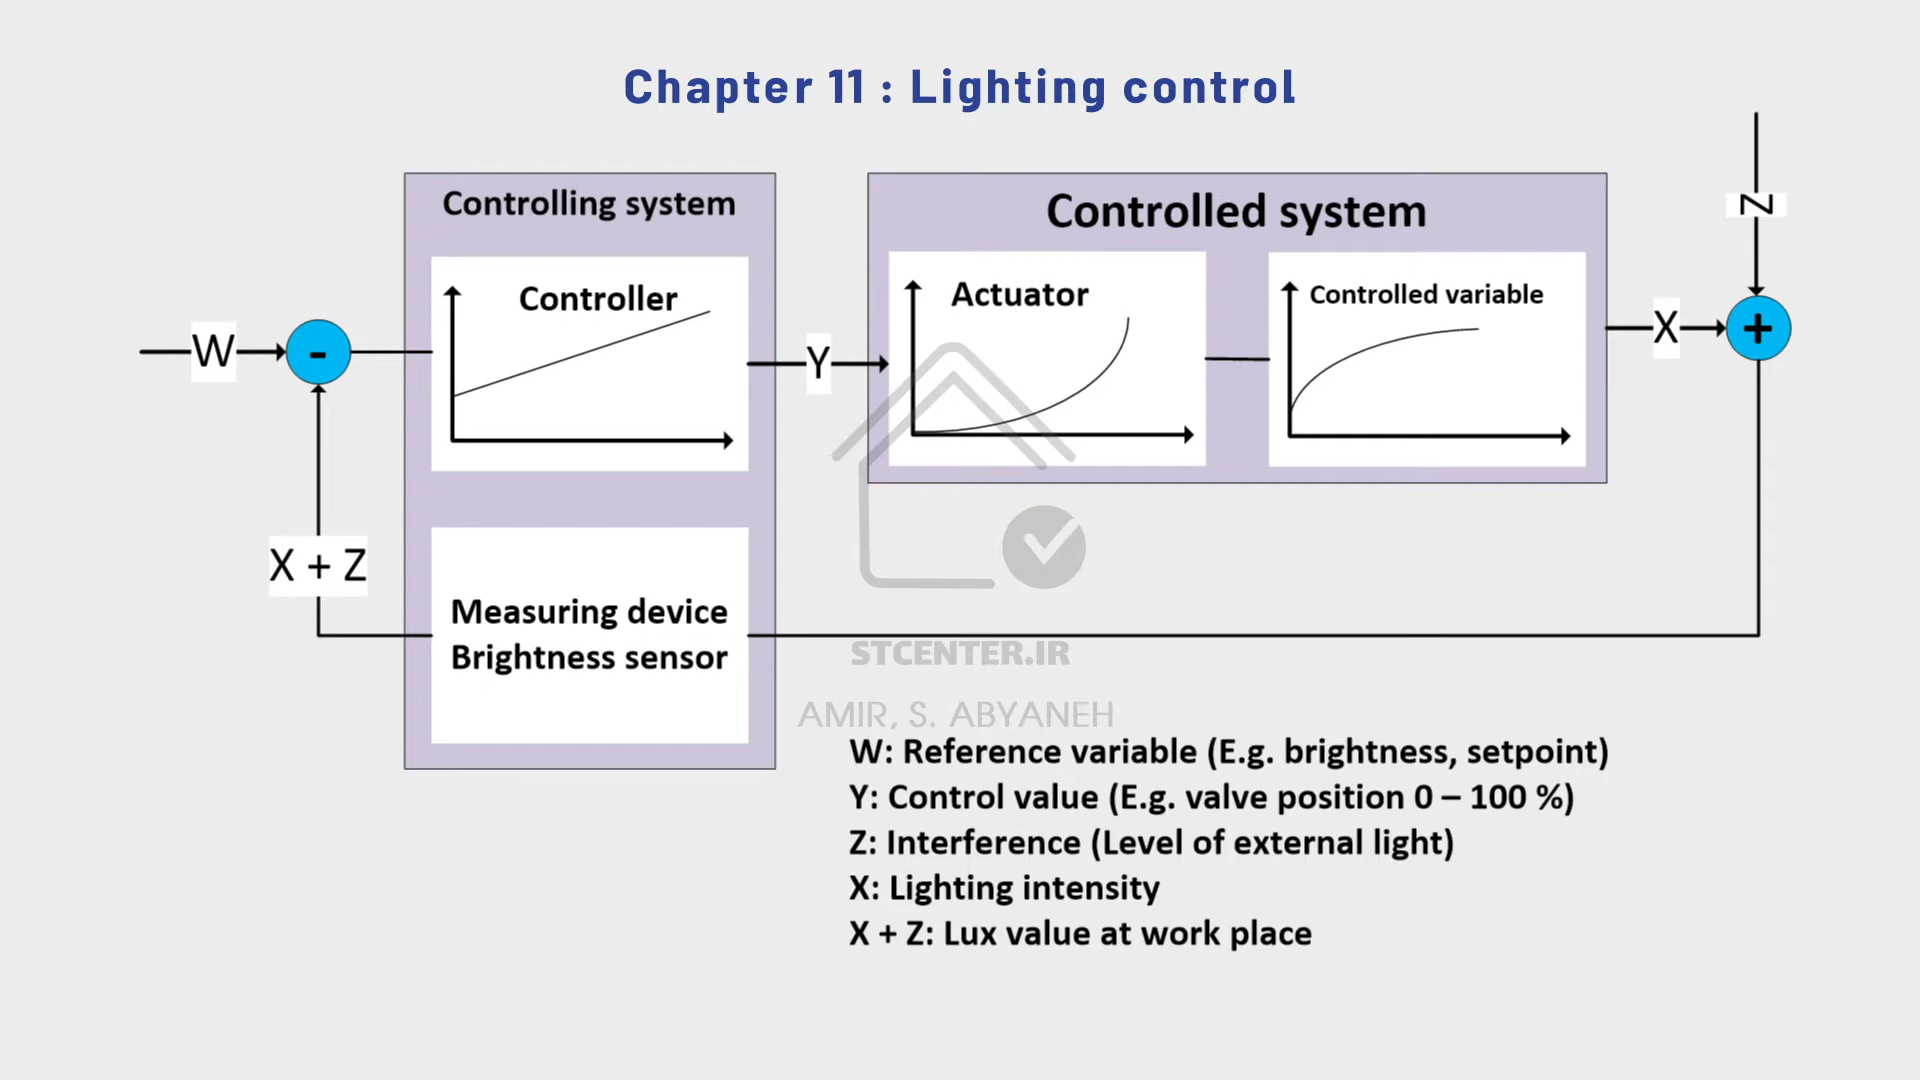 Chapter 11 : Lighting control
Controlling system
Controlled system
Z
Controller
Actuator
Controlled variable
W
-
Y
X
+
X + Z
Measuring device
Brightness sensor
STCENTER.IR
AMIR, S. ABYANEH
W: Reference variable (E.g. brightness, setpoint)
Y: Control value (E.g. valve position 0 – 100 %)
Z: Interference (Level of external light)
X: Lighting intensity
X + Z: Lux value at work place